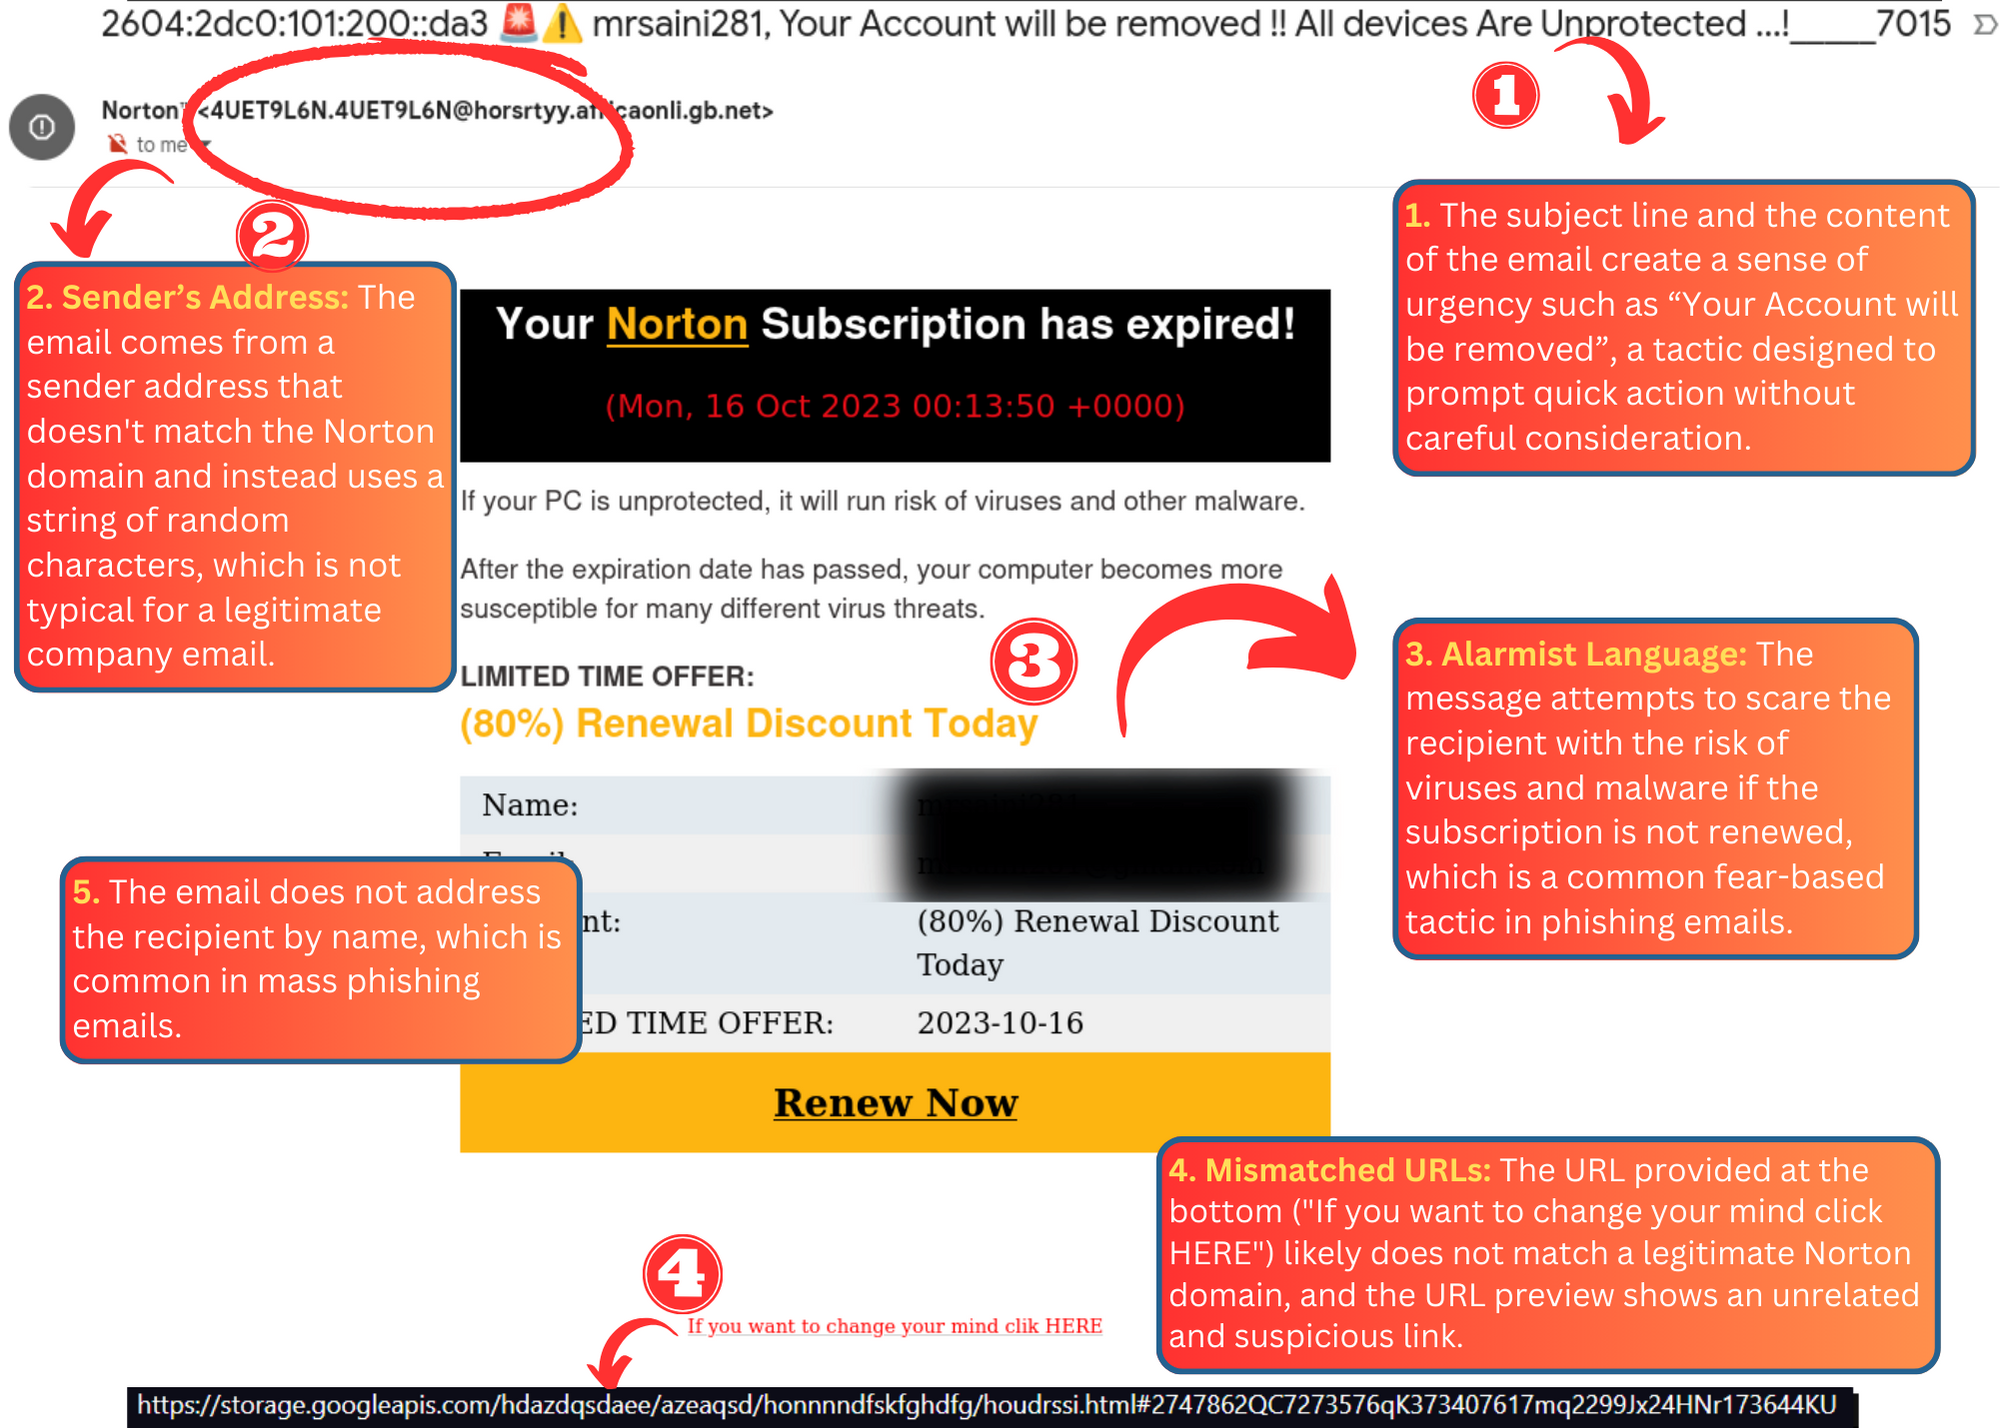 2604:2dc0:101:200::da3 🚨⚠️ mrsaini281, Your Account will be removed !! All devices Are Unprotected ...!_____7015
1
Norton™ <4UET9L6N.4UET9L6N@horsrtyy.africaonli.gb.net>
to me
2
1. The subject line and the content
of the email create a sense of
urgency such as “Your Account will
be removed”, a tactic designed to
prompt quick action without
careful consideration.
2. Sender’s Address: The
email comes from a
sender address that
doesn't match the Norton
domain and instead uses a
string of random
characters, which is not
typical for a legitimate
company email.
Your Norton Subscription has expired!
(Mon, 16 Oct 2023 00:13:50 +0000)
If your PC is unprotected, it will run risk of viruses and other malware.
After the expiration date has passed, your computer becomes more
susceptible for many different virus threats.
3
LIMITED TIME OFFER:
(80%) Renewal Discount Today
3. Alarmist Language: The
message attempts to scare the
recipient with the risk of
viruses and malware if the
subscription is not renewed,
which is a common fear-based
tactic in phishing emails.
Name:
nt:
(80%) Renewal Discount
Today
ED TIME OFFER:
2023-10-16
5. The email does not address
the recipient by name, which is
common in mass phishing
emails.
Renew Now
4. Mismatched URLs: The URL provided at the
bottom ("If you want to change your mind click
HERE") likely does not match a legitimate Norton
domain, and the URL preview shows an unrelated
and suspicious link.
4
If you want to change your mind clik HERE
https://storage.googleapis.com/hdazdqsdaee/azeaqsd/honnnndfskfghdfg/houdrssi.html#2747862QC7273576qK373407617mq2299Jx24HNr173644KU